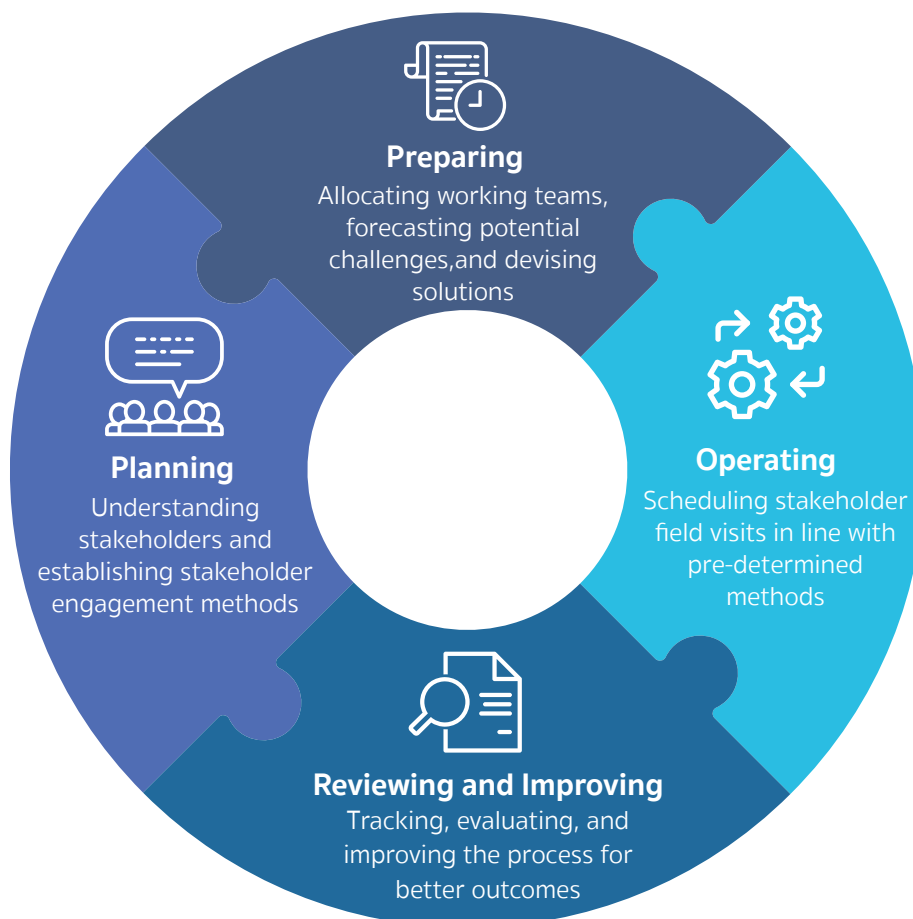 Preparing
Allocating working teams,
forecasting potential
challenges,and devising
solutions
Planning
Understanding
stakeholders and
establishing stakeholder
engagement methods
Operating
Scheduling stakeholder
field visits in line with
pre-determined
methods
Reviewing and Improving
Tracking, evaluating, and
improving the process for
better outcomes